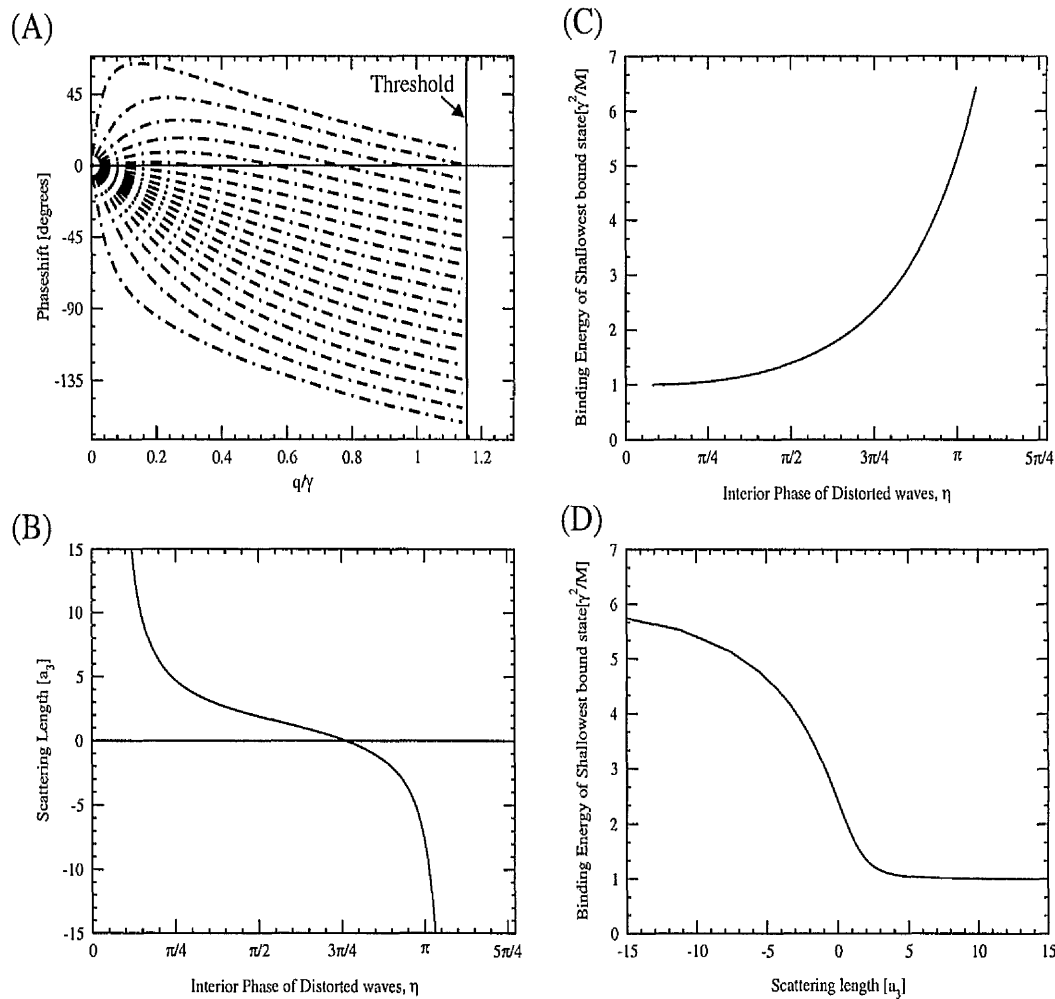 (A)
Phaseshift [degrees]
45
0
-45
-90
-135
Threshold
0
0.2
0.4
0.6
0.8
1
1.2
q/γ
(C)
Binding Energy of Shallowest bound state[γ²/M]
7
6
5
4
3
2
1
0
0
π/4
π/2
3π/4
π
5π/4
Interior Phase of Distorted waves, η
(B)
Scattering Length [a₃]
15
10
5
0
-5
-10
-15
0
π/4
π/2
3π/4
π
5π/4
Interior Phase of Distorted waves, η
(D)
Binding Energy of Shallowest bound state[γ²/M]
7
6
5
4
3
2
1
0
-15
-10
-5
0
5
10
15
Scattering length [a₃]